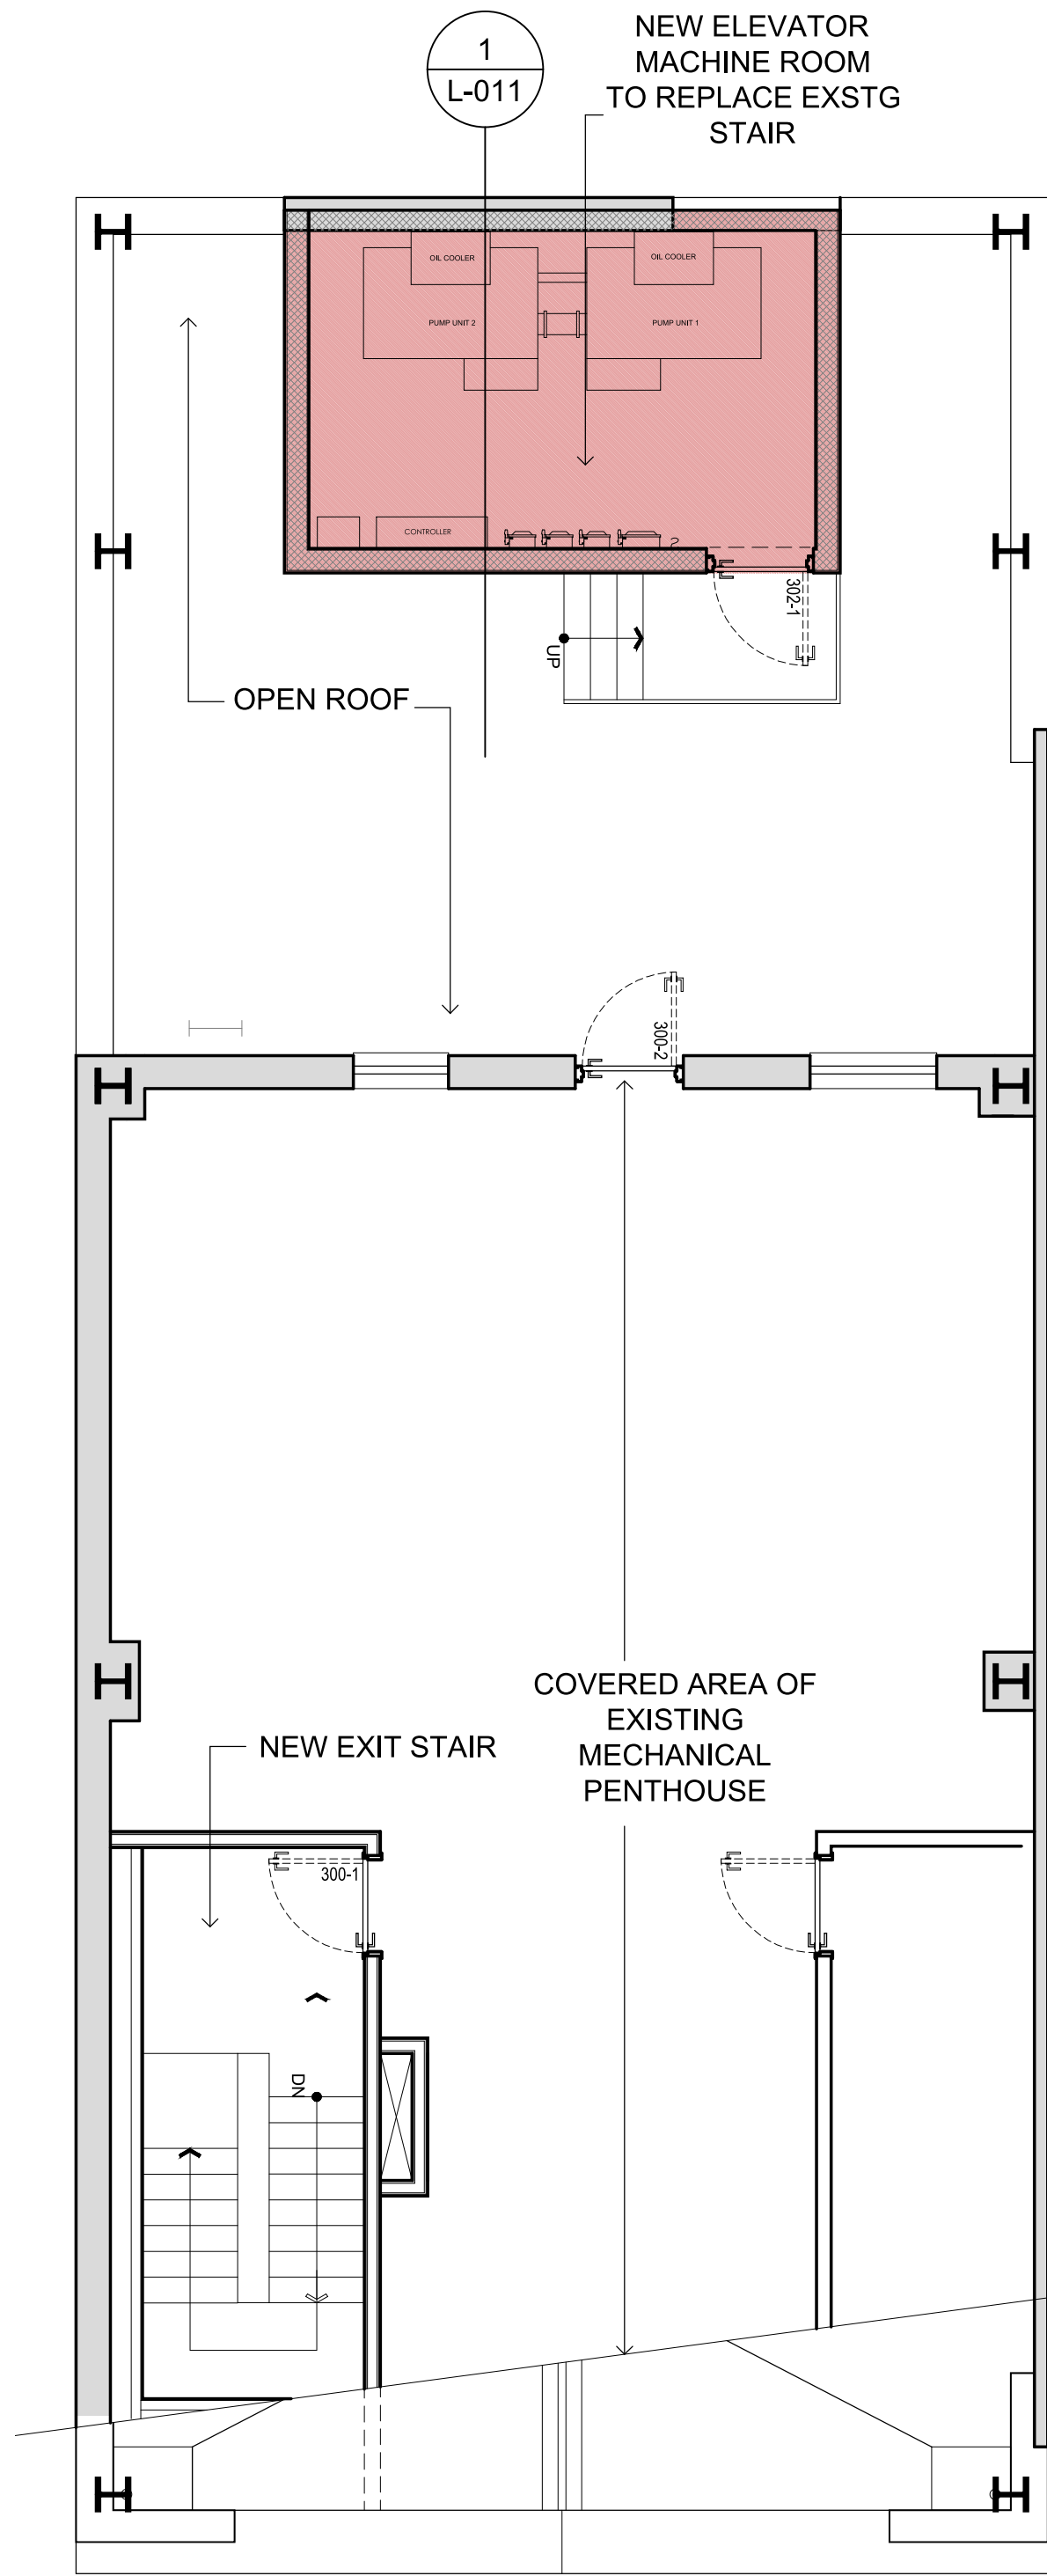 1
L-011
NEW ELEVATOR
MACHINE ROOM
TO REPLACE EXSTG
STAIR
OIL COOLER
OIL COOLER
PUMP UNIT 2
PUMP UNIT 1
CONTROLLER
302-1
UP
OPEN ROOF
300-2
COVERED AREA OF
EXISTING
MECHANICAL
PENTHOUSE
NEW EXIT STAIR
300-1
DN